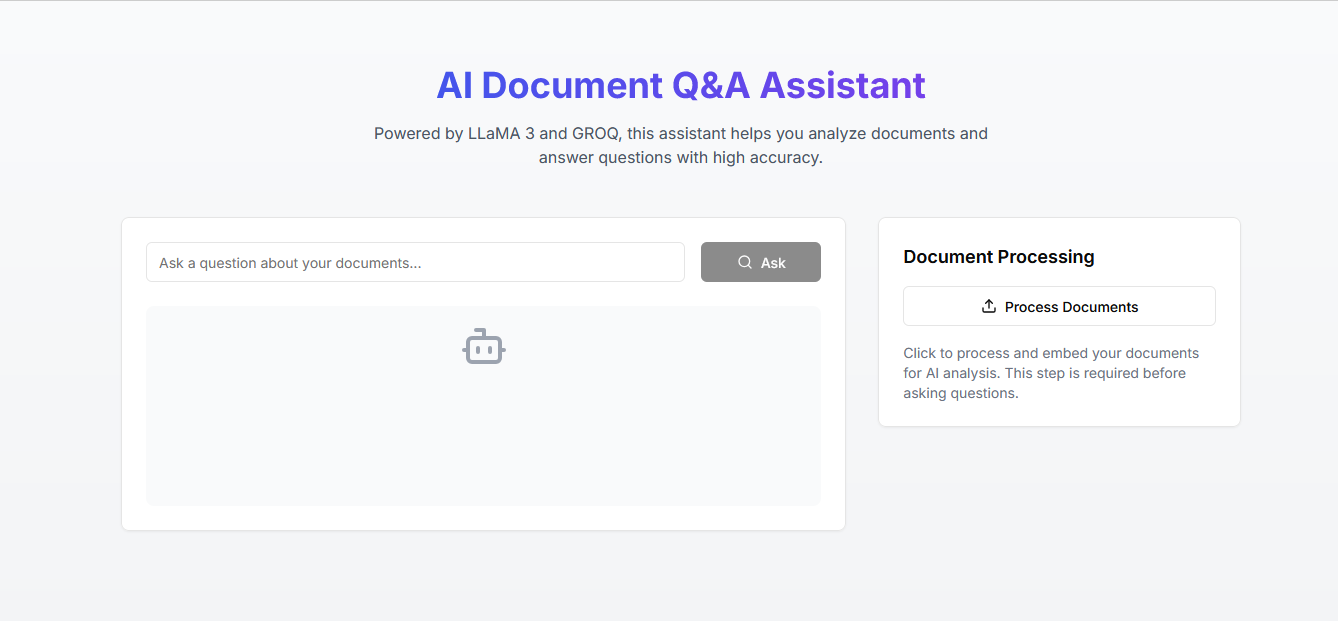 AI Document Q&A Assistant
Powered by LLaMA 3 and GROQ, this assistant helps you analyze documents and
answer questions with high accuracy.
Ask a question about your documents...
Ask
Document Processing
Process Documents
Click to process and embed your documents
for AI analysis. This step is required before
asking questions.